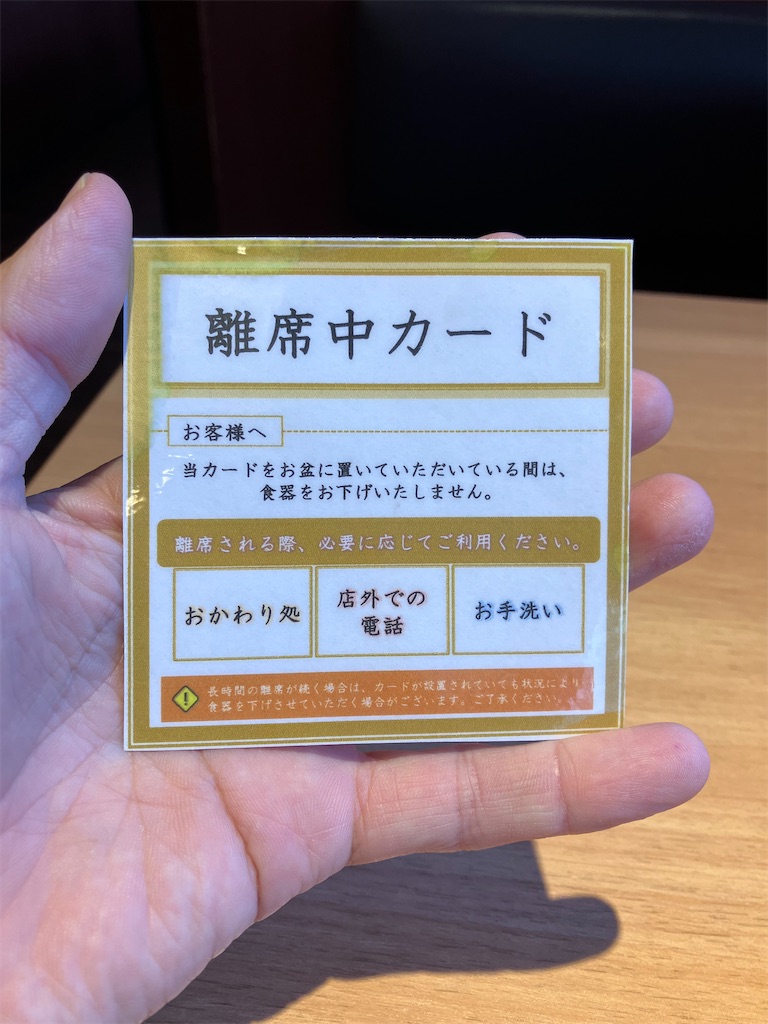 離席中カード
お客様へ
当カードをお盆に置いていただいている間は、
食器をお下げいたしません。
離席される際、必要に応じてご利用ください。
おかわり処
店外での
電話
お手洗い
長時間の離席が続く場合は、カードが設置されていても状況により
食器を下げさせていただく場合がございます。ご了承ください。